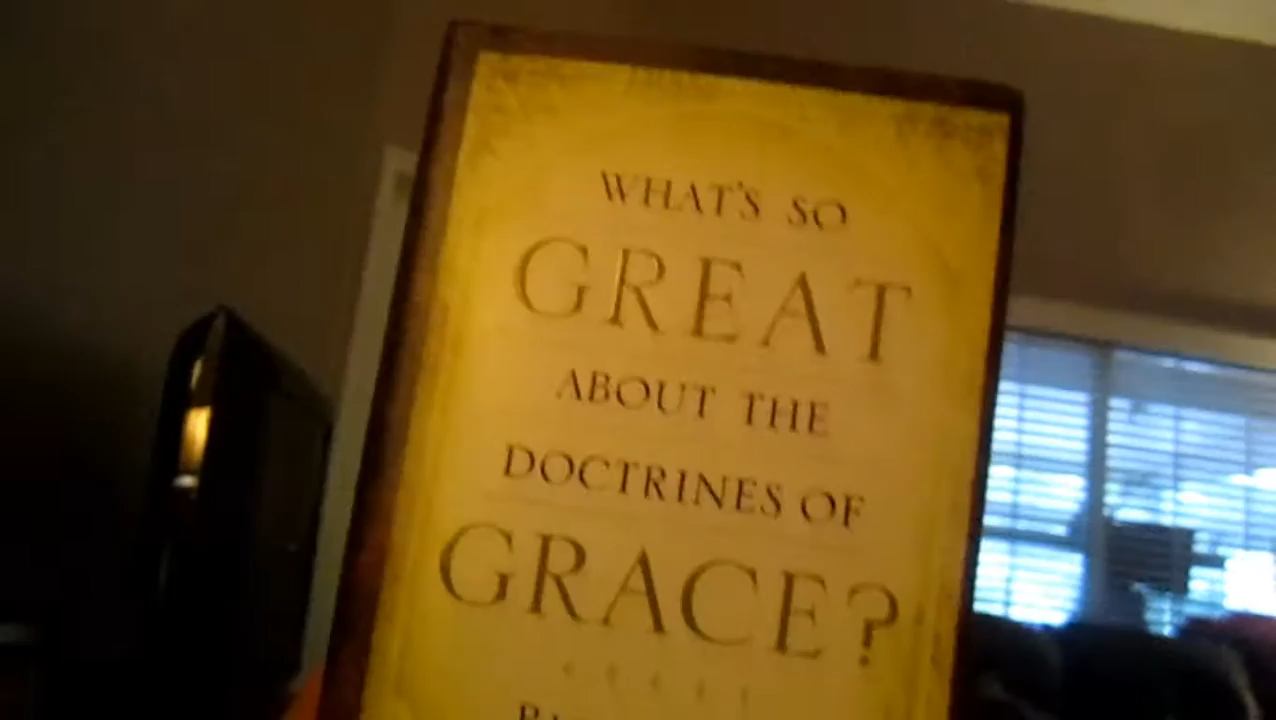 WHAT'S SO
GREAT
ABOUT THE
DOCTRINES OF
GRACE?